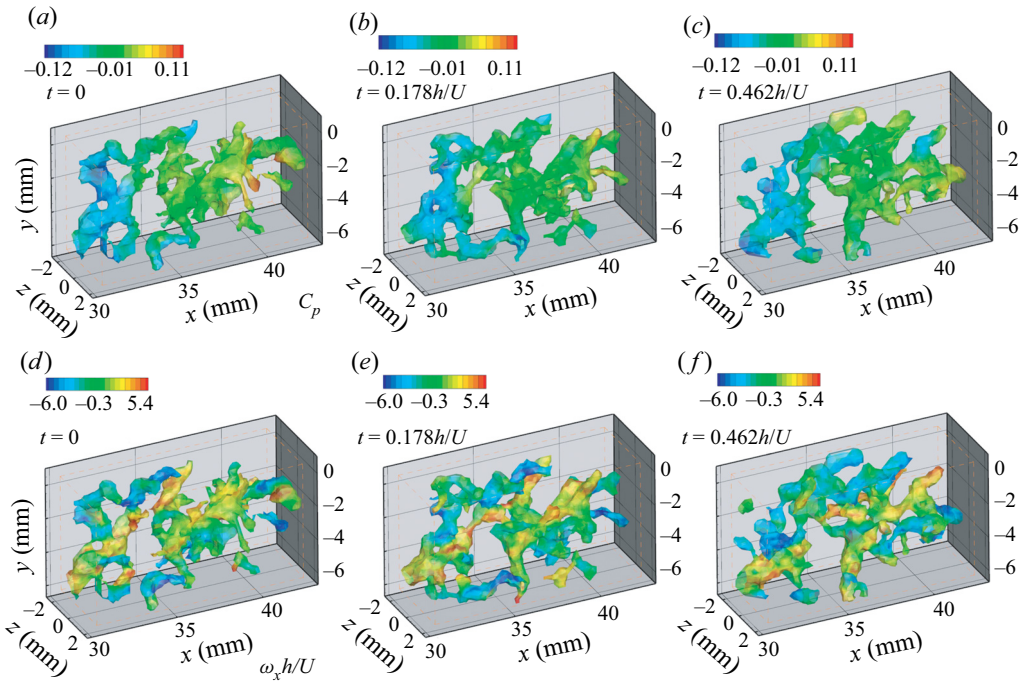 (a) (b) (c)
–0.12 –0.01 0.11 –0.12 –0.01 0.11 –0.12 –0.01 0.11
t = 0 t = 0.178h/U t = 0.462h/U
0 0 0
–2 –2 –2
–4 –4 –4
–6 –6 –6
y (mm)
–2 –2 –2
0 0 0
2 2 2
z (mm) z (mm) z (mm)
30 35 40 30 35 40 30 35 40
x (mm) x (mm) x (mm)
C_p
(d) (e) (f)
–6.0 –0.3 5.4 –6.0 –0.3 5.4 –6.0 –0.3 5.4
t = 0 t = 0.178h/U t = 0.462h/U
0 0 0
–2 –2 –2
–4 –4 –4
–6 –6 –6
y (mm)
–2 –2 –2
0 0 0
2 2 2
z (mm) z (mm) z (mm)
30 35 40 30 35 40 30 35 40
x (mm) x (mm) x (mm)
ω_x h/U